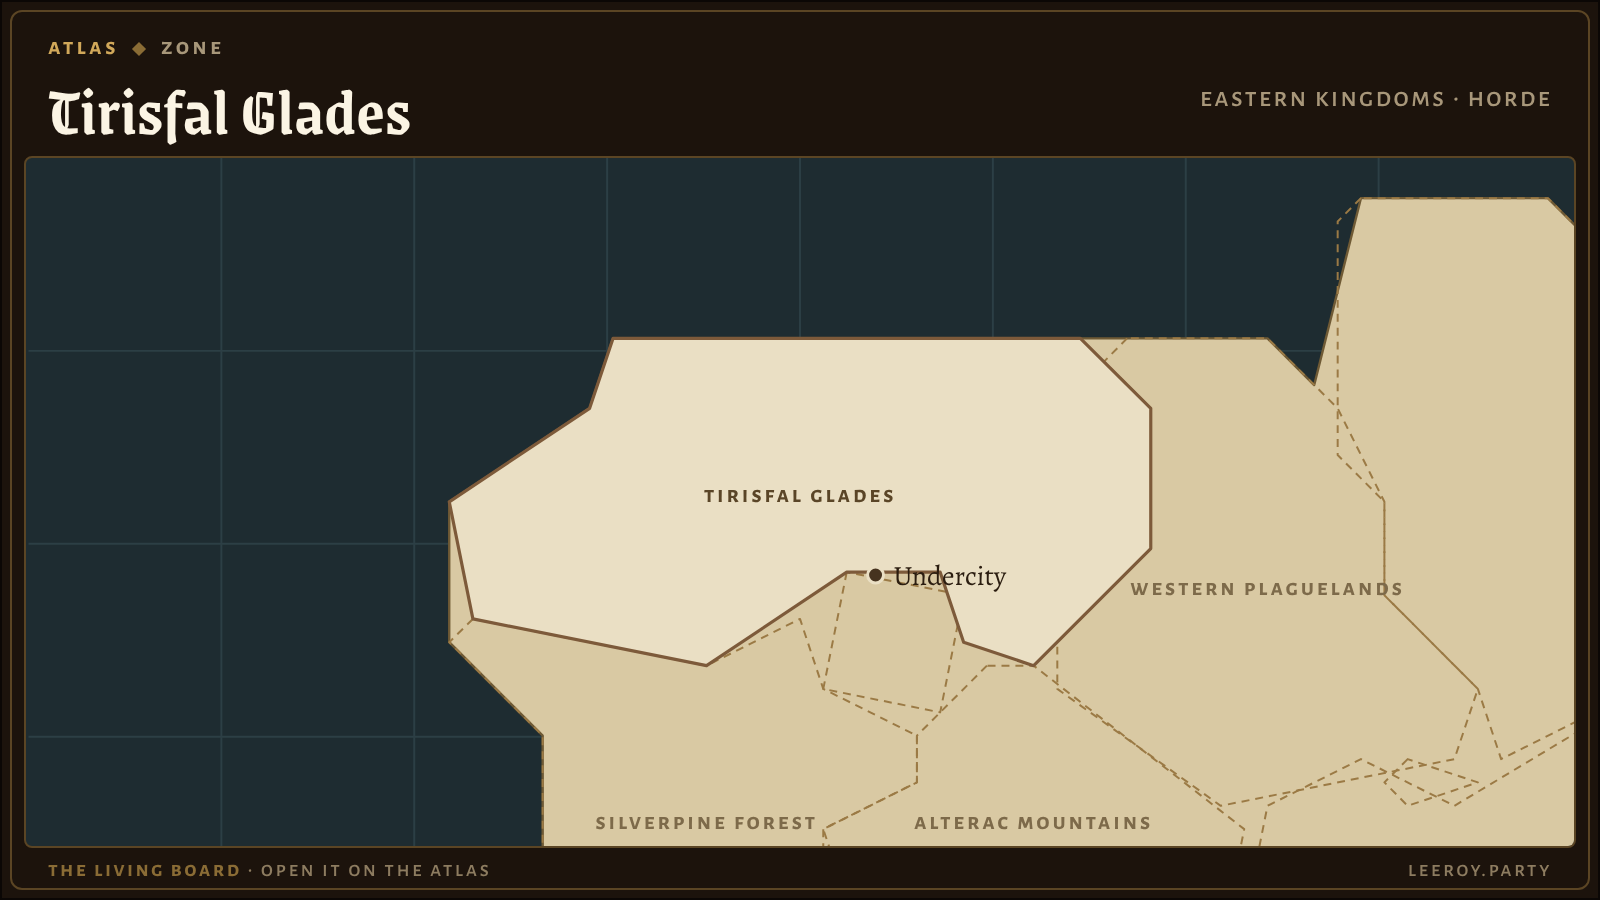 ATLAS ◆ ZONE
Tirisfal Glades
EASTERN KINGDOMS · HORDE
TIRISFAL GLADES
Undercity
WESTERN PLAGUELANDS
SILVERPINE FOREST
ALTERAC MOUNTAINS
THE LIVING BOARD · OPEN IT ON THE ATLAS
LEEROY.PARTY